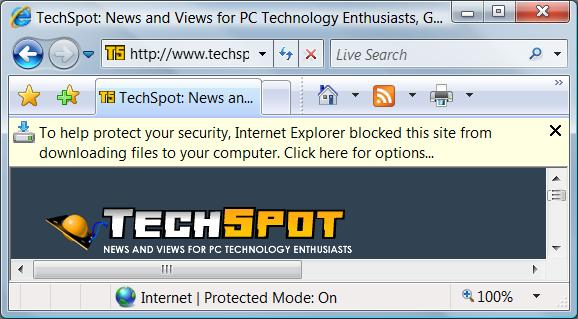 TechSpot: News and Views for PC Technology Enthusiasts, G...
TS http://www.techsp
Live Search
TS TechSpot: News an...
To help protect your security, Internet Explorer blocked this site from
downloading files to your computer. Click here for options...
TECHSPOT
NEWS AND VIEWS FOR PC TECHNOLOGY ENTHUSIASTS
Internet | Protected Mode: On
100%